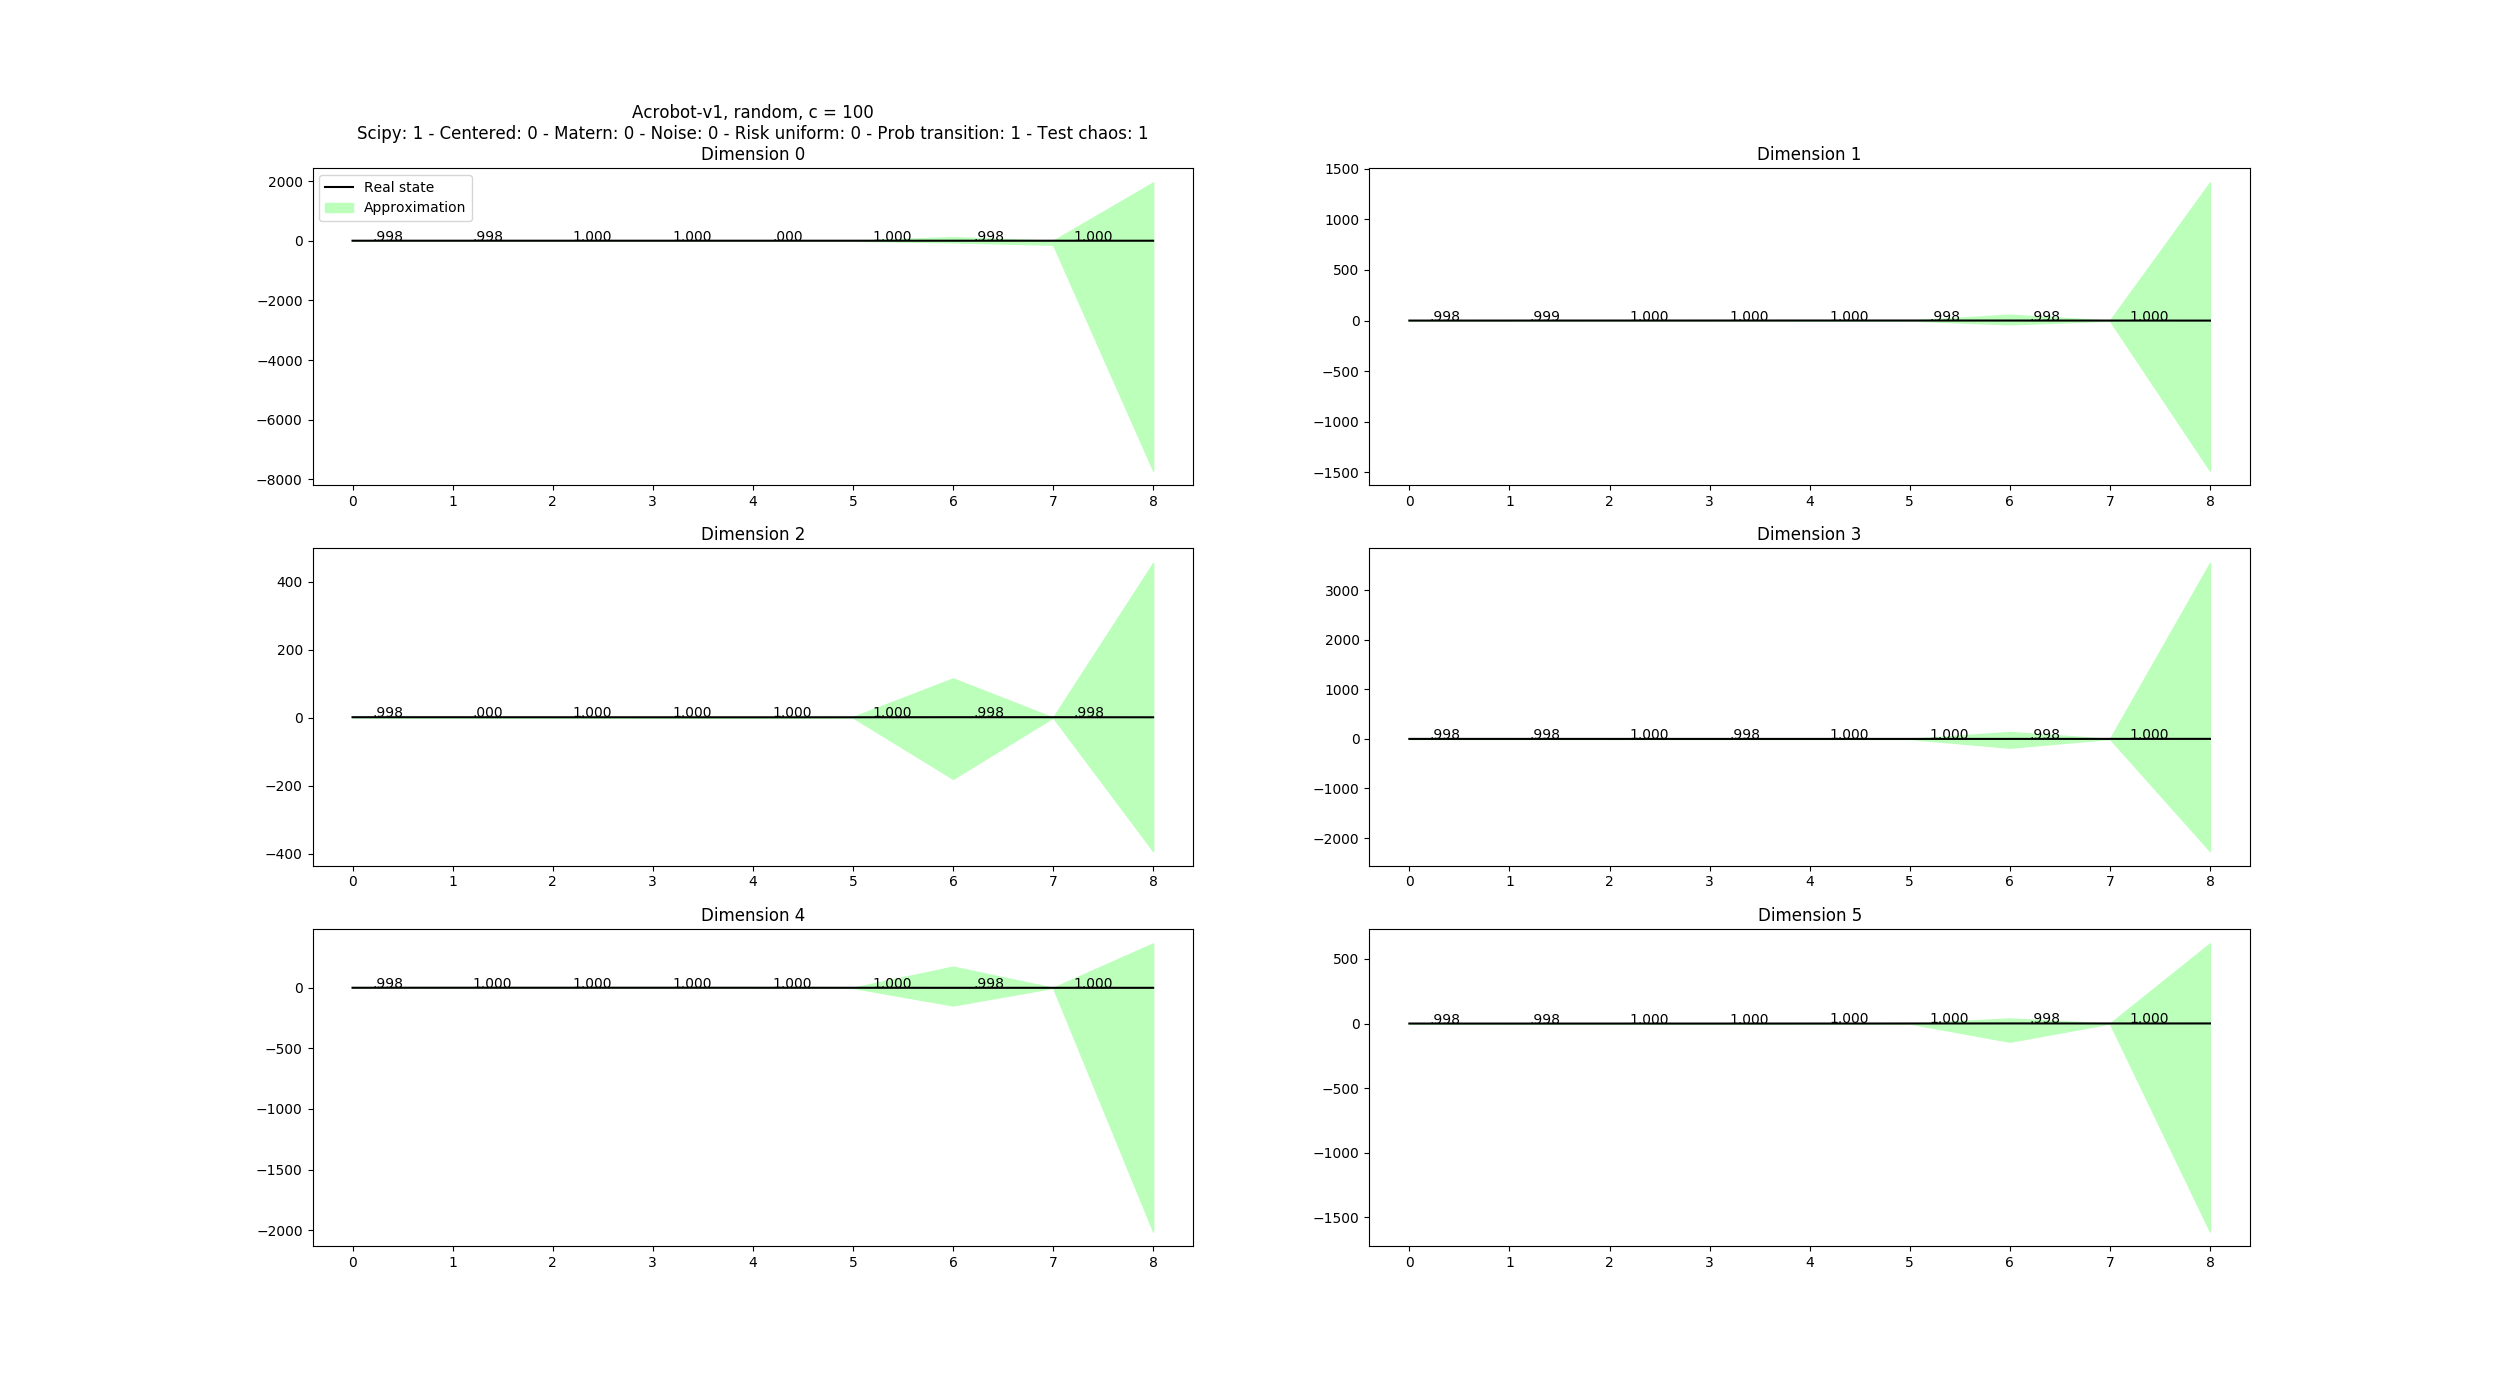 Acrobot-v1, random, c = 100
Scipy: 1 - Centered: 0 - Matern: 0 - Noise: 0 - Risk uniform: 0 - Prob transition: 1 - Test chaos: 1
Dimension 0
Real state
Approximation
2000
0
−2000
−4000
−6000
−8000
.998 .998 1.000 1.000 .000 1.000 .998 1.000
0 1 2 3 4 5 6 7 8
Dimension 1
1500
1000
500
0
−500
−1000
−1500
.998 .999 1.000 1.000 1.000 .998 .998 1.000
0 1 2 3 4 5 6 7 8
Dimension 2
400
200
0
−200
−400
.998 .000 1.000 1.000 1.000 1.000 .998 .998
0 1 2 3 4 5 6 7 8
Dimension 3
3000
2000
1000
0
−1000
−2000
.998 .998 1.000 .998 1.000 1.000 .998 1.000
0 1 2 3 4 5 6 7 8
Dimension 4
0
−500
−1000
−1500
−2000
.998 1.000 1.000 1.000 1.000 1.000 .998 1.000
0 1 2 3 4 5 6 7 8
Dimension 5
500
0
−500
−1000
−1500
.998 .998 1.000 1.000 1.000 1.000 .998 1.000
0 1 2 3 4 5 6 7 8